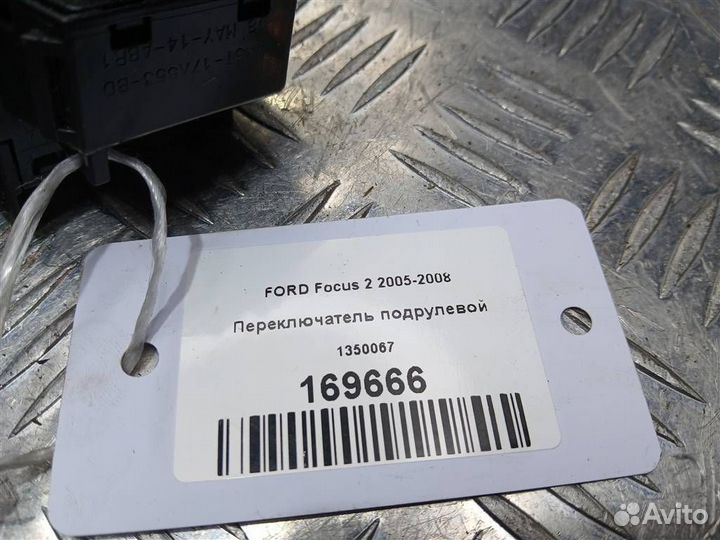 FORD Focus 2 2005-2008
Переключатель подрулевой
1350067
169666
Avito